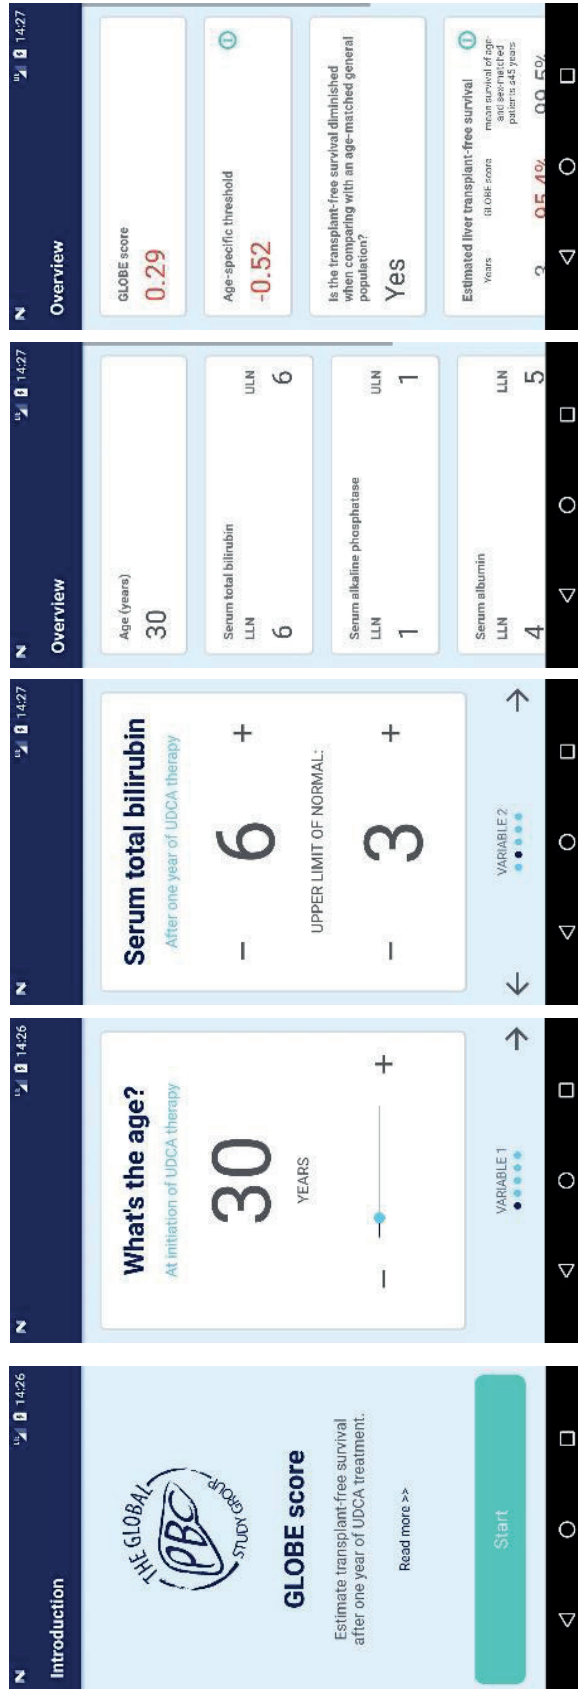 N 14:26
Introduction
THE GLOBAL
PBC
STUDY GROUP
GLOBE score
Estimate transplant-free survival
after one year of UDCA treatment.
Read more >>
Start
N 14:26
What's the age?
At initiation of UDCA therapy
30
YEARS
− +
VARIABLE 1
N 14:27
Serum total bilirubin
After one year of UDCA therapy
− 6 +
UPPER LIMIT OF NORMAL:
− 3 +
VARIABLE 2
N 14:27
Overview
Age (years)
30
Serum total bilirubin
LLN ULN
6 6
Serum alkaline phosphatase
LLN ULN
1 1
Serum albumin
LLN LLN
4 5
N 14:27
Overview
GLOBE score
0.29
Age-specific threshold
-0.52
Is the transplant-free survival diminished
when comparing with an age-matched general
population?
Yes
Estimated liver transplant-free survival
Years GLOBE score mean survival of age-
and sex-matched
patients ≤45 years
3 95.4% 99.5%